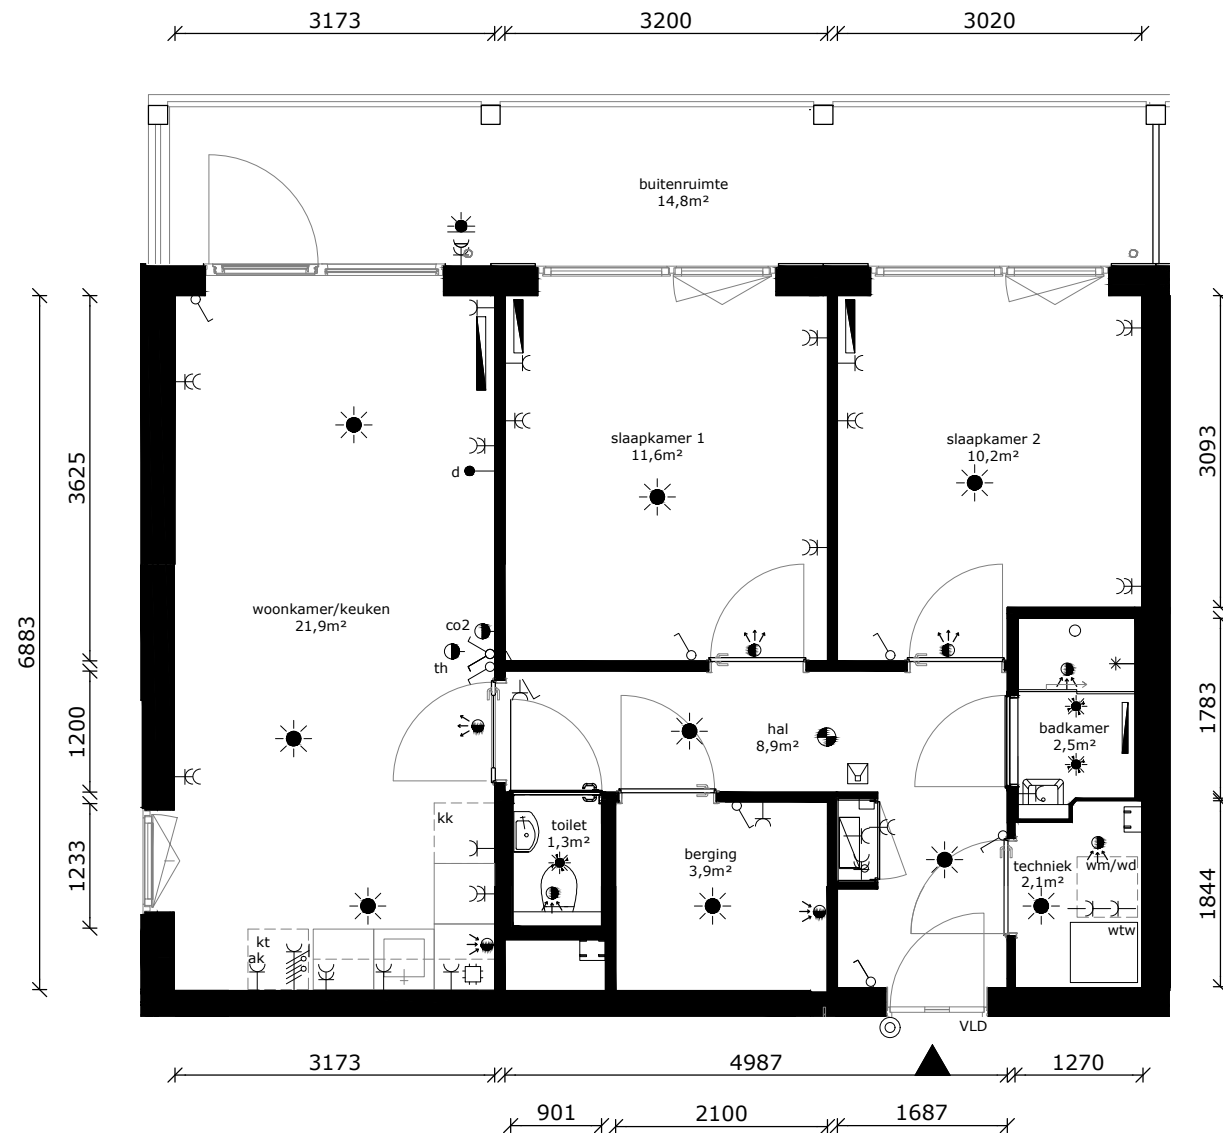 3173
3200
3020
buitenruimte
14,8m²
slaapkamer 1
11,6m²
slaapkamer 2
10,2m²
d
3625
3093
6883
woonkamer/keuken
21,9m²
co2
th
1200
1783
hal
8,9m²
badkamer
2,5m²
kk
toilet
1,3m²
berging
3,9m²
techniek
2,1m²
wm/wd
wtw
1233
1844
kt
ak
VLD
3173
4987
1270
901
2100
1687